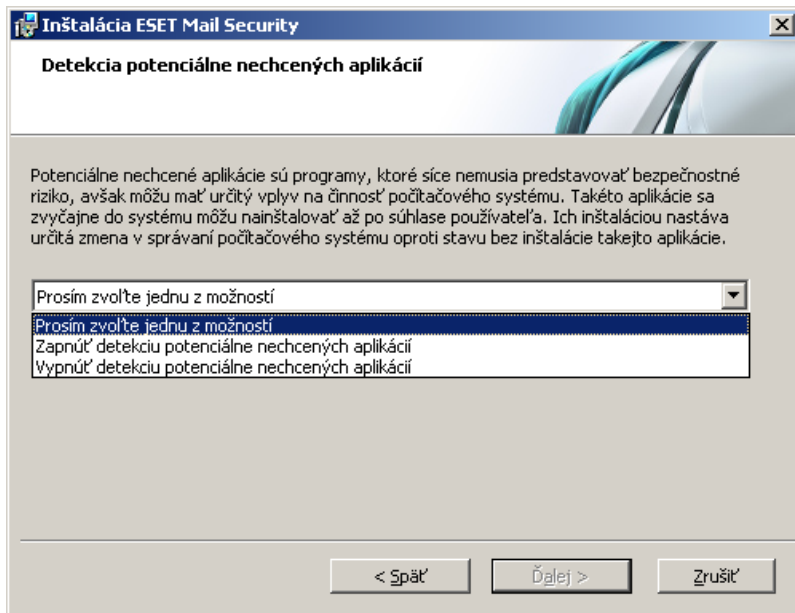 Inštalácia ESET Mail Security
Detekcia potenciálne nechcených aplikácií
Potenciálne nechcené aplikácie sú programy, ktoré síce nemusia predstavovať bezpečnostné
riziko, avšak môžu mať určitý vplyv na činnosť počítačového systému. Takéto aplikácie sa
zvyčajne do systému môžu nainštalovať až po súhlase používateľa. Ich inštaláciou nastáva
určitá zmena v správaní počítačového systému oproti stavu bez inštalácie takejto aplikácie.
Prosím zvoľte jednu z možností
Prosím zvoľte jednu z možností
Zapnúť detekciu potenciálne nechcených aplikácií
Vypnúť detekciu potenciálne nechcených aplikácií
< Späť
Ďalej >
Zrušiť